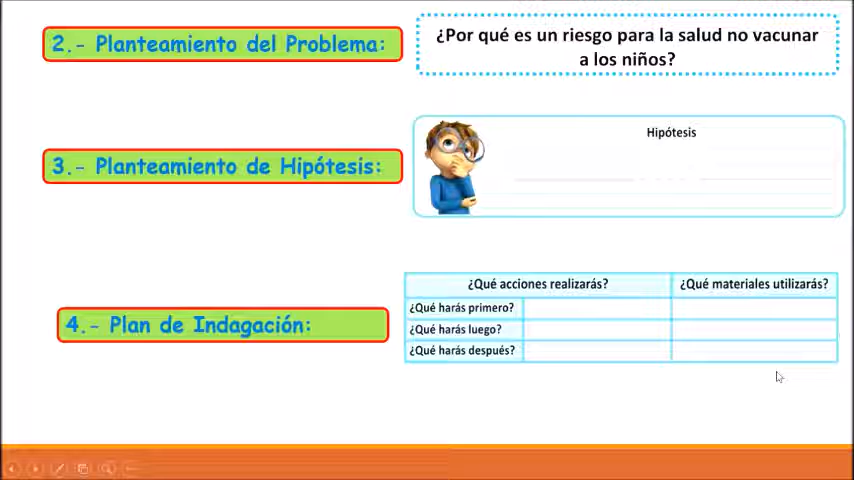 2.- Planteamiento del Problema:
¿Por qué es un riesgo para la salud no vacunar
a los niños?
3.- Planteamiento de Hipótesis:
Hipótesis
4.- Plan de Indagación:
¿Qué acciones realizarás?
¿Qué materiales utilizarás?
¿Qué harás primero?
¿Qué harás luego?
¿Qué harás después?